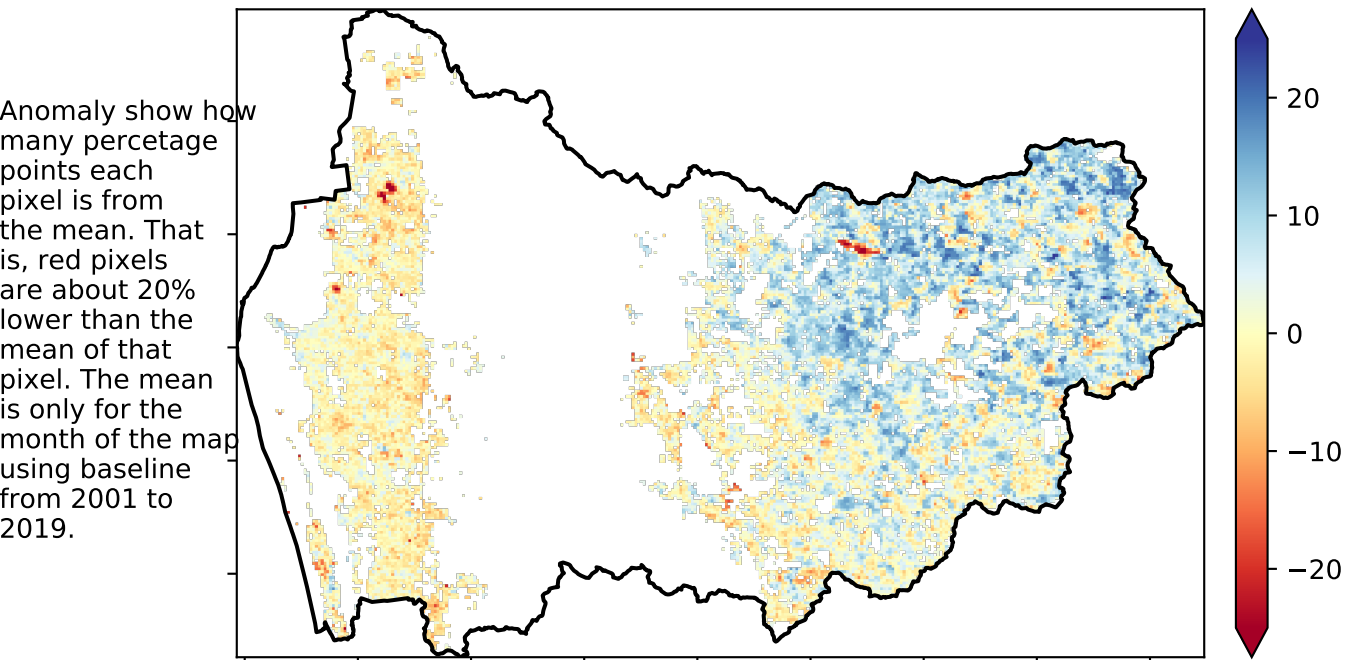 Anomaly show how
many percetage
points each
pixel is from
the mean. That
is, red pixels
are about 20%
lower than the
mean of that
pixel. The mean
is only for the
month of the map
using baseline
from 2001 to
2019.
20
10
0
−10
−20